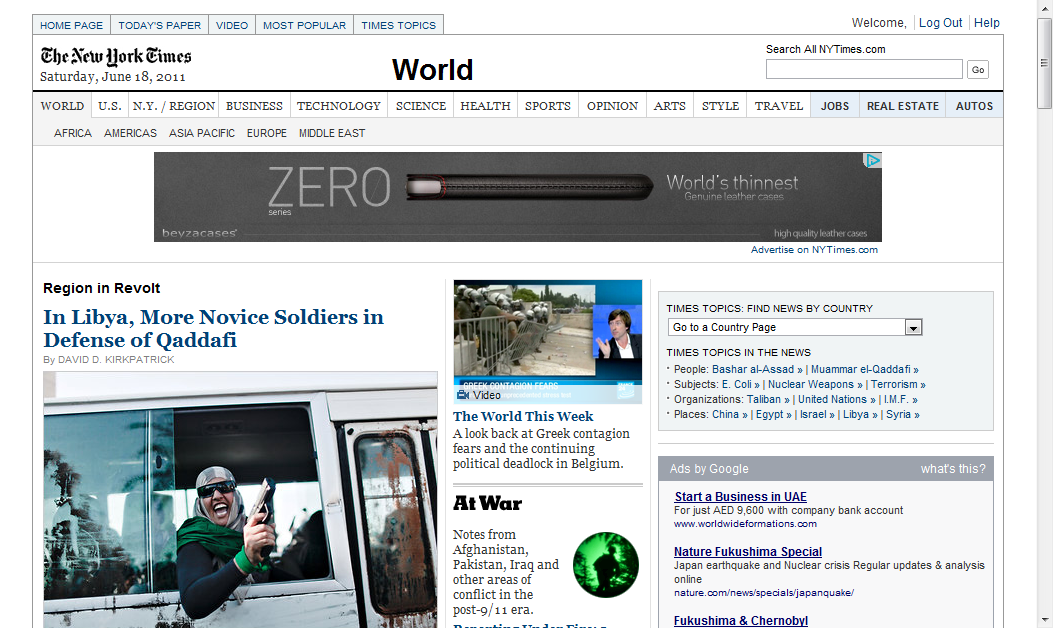 HOME PAGE TODAY'S PAPER VIDEO MOST POPULAR TIMES TOPICS
Welcome, Log Out Help
The New York Times
Saturday, June 18, 2011
World
Search All NYTimes.com
Go
WORLD U.S. N.Y. / REGION BUSINESS TECHNOLOGY SCIENCE HEALTH SPORTS OPINION ARTS STYLE TRAVEL JOBS REAL ESTATE AUTOS
AFRICA AMERICAS ASIA PACIFIC EUROPE MIDDLE EAST
ZERO
series
World's thinnest
Genuine leather cases
beyzacases
high quality leather cases
Advertise on NYTimes.com
Region in Revolt
In Libya, More Novice Soldiers in
Defense of Qaddafi
By DAVID D. KIRKPATRICK
GREEK CONTAGION FEARS
Video
The World This Week
A look back at Greek contagion
fears and the continuing
political deadlock in Belgium.
At War
Notes from
Afghanistan,
Pakistan, Iraq and
other areas of
conflict in the
post-9/11 era.
TIMES TOPICS: FIND NEWS BY COUNTRY
Go to a Country Page
TIMES TOPICS IN THE NEWS
· People: Bashar al-Assad » | Muammar el-Qaddafi »
· Subjects: E. Coli » | Nuclear Weapons » | Terrorism »
· Organizations: Taliban » | United Nations » | I.M.F. »
· Places: China » | Egypt » | Israel » | Libya » | Syria »
Ads by Google what's this?
Start a Business in UAE
For just AED 9,600 with company bank account
www.worldwideformations.com
Nature Fukushima Special
Japan earthquake and Nuclear crisis Regular updates & analysis
online
nature.com/news/specials/japanquake/
Fukushima & Chernobyl